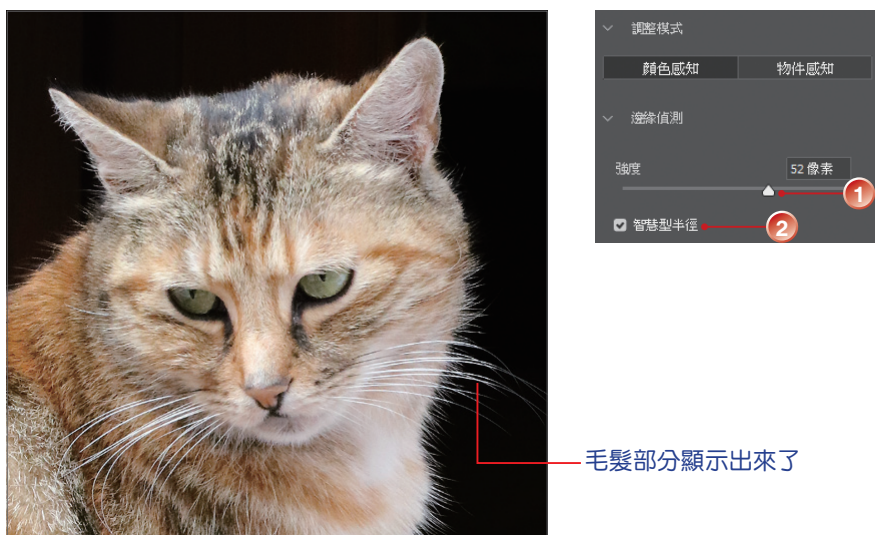 調整模式
顏色感知 物件感知
邊緣偵測
強度 52 像素
1
智慧型半徑
2
毛髮部分顯示出來了